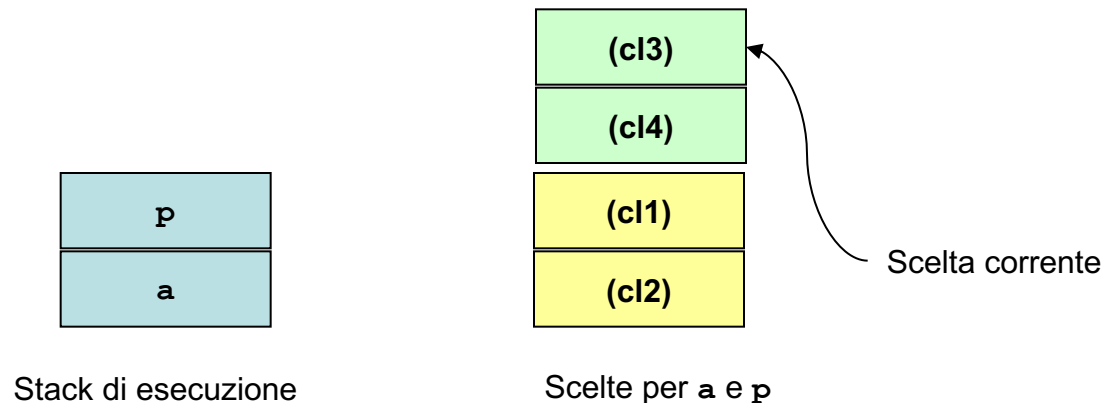 (cl3)
(cl4)
p
(cl1)
a
(cl2)
Scelta corrente
Stack di esecuzione
Scelte per a e p